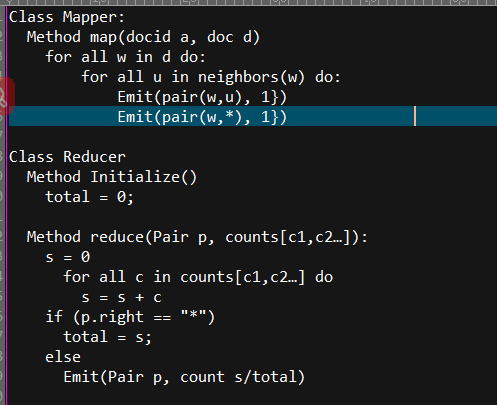 Class Mapper:
Method map(docid a, doc d)
for all w in d do:
for all u in neighbors(w) do:
Emit(pair(w,u), 1})
Emit(pair(w,*), 1})
Class Reducer
Method Initialize()
total = 0;
Method reduce(Pair p, counts[c1,c2…]):
s = 0
for all c in counts[c1,c2…] do
s = s + c
if (p.right == "*")
total = s;
else
Emit(Pair p, count s/total)